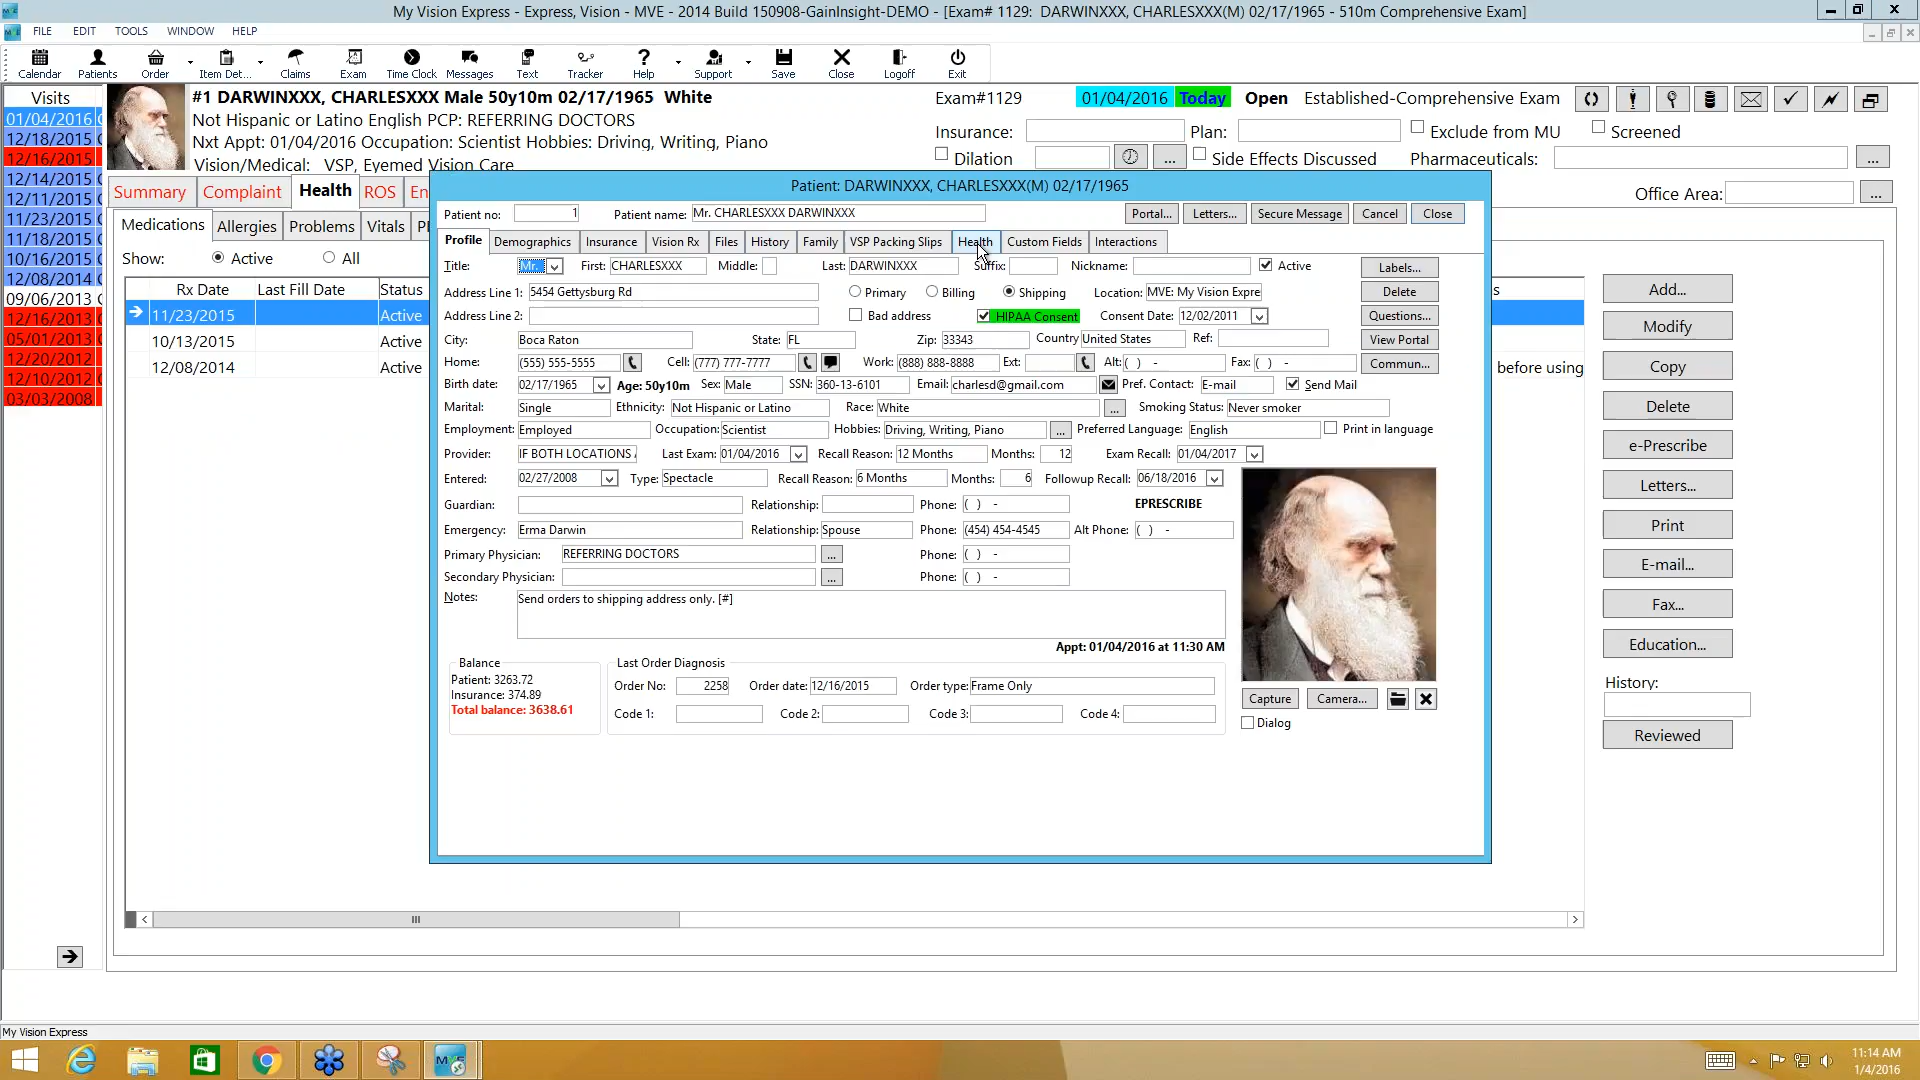 My Vision Express - Express, Vision - MVE - 2014 Build 150908-GainInsight-DEMO - [Exam# 1129:  DARWINXXX, CHARLESXXX(M) 02/17/1965 - 510m Comprehensive Exam]
FILE EDIT TOOLS WINDOW HELP
Calendar Patients Order Item Det... Claims Exam Time Clock Messages Text Tracker Help Support Save Close Logoff Exit
Visits
01/04/2016
12/18/2015
12/16/2015
12/14/2015
12/11/2015
11/23/2015
11/18/2015
10/16/2015
12/08/2014
09/06/2013
12/16/2013
05/01/2013
12/20/2012
12/10/2012
03/03/2008
#1 DARWINXXX, CHARLESXXX Male 50y10m 02/17/1965 White
Not Hispanic or Latino English PCP: REFERRING DOCTORS
Nxt Appt: 01/04/2016 Occupation: Scientist Hobbies: Driving, Writing, Piano
Vision/Medical: VSP, Eyemed Vision Care
Exam#1129 01/04/2016 Today Open Established-Comprehensive Exam
Insurance: Plan: Exclude from MU Screened
Dilation ... Side Effects Discussed Pharmaceuticals: ...
Office Area: ...
Summary Complaint Health ROS En
Medications Allergies Problems Vitals
Show: Active All
Rx Date Last Fill Date Status
11/23/2015 Active
10/13/2015 Active
12/08/2014 Active
s
before using
Patient: DARWINXXX, CHARLESXXX(M) 02/17/1965
Patient no: 1 Patient name: Mr. CHARLESXXX DARWINXXX Portal... Letters... Secure Message Cancel Close
Profile Demographics Insurance Vision Rx Files History Family VSP Packing Slips Health Custom Fields Interactions
Title: Mr. First: CHARLESXXX Middle: Last: DARWINXXX Suffix: Nickname: Active Labels...
Address Line 1: 5454 Gettysburg Rd Primary Billing Shipping Location: MVE: My Vision Expre Delete
Address Line 2: Bad address HIPAA Consent Consent Date: 12/02/2011 Questions...
City: Boca Raton State: FL Zip: 33343 Country United States Ref: View Portal
Home: (555) 555-5555 Cell: (777) 777-7777 Work: (888) 888-8888 Ext: Alt: ( ) - Fax: ( ) - Commun...
Birth date: 02/17/1965 Age: 50y10m Sex: Male SSN: 360-13-6101 Email: charlesd@gmail.com Pref. Contact: E-mail Send Mail
Marital: Single Ethnicity: Not Hispanic or Latino Race: White ... Smoking Status: Never smoker
Employment: Employed Occupation: Scientist Hobbies: Driving, Writing, Piano ... Preferred Language: English Print in language
Provider: IF BOTH LOCATIONS Last Exam: 01/04/2016 Recall Reason: 12 Months Months: 12 Exam Recall: 01/04/2017
Entered: 02/27/2008 Type: Spectacle Recall Reason: 6 Months Months: 6 Followup Recall: 06/18/2016
Guardian: Relationship: Phone: ( ) - EPRESCRIBE
Emergency: Erma Darwin Relationship: Spouse Phone: (454) 454-4545 Alt Phone: ( ) -
Primary Physician: REFERRING DOCTORS ... Phone: ( ) -
Secondary Physician: ... Phone: ( ) -
Notes: Send orders to shipping address only. [#]
Appt: 01/04/2016 at 11:30 AM
Balance
Patient: 3263.72
Insurance: 374.89
Total balance: 3638.61
Last Order Diagnosis
Order No: 2258 Order date: 12/16/2015 Order type: Frame Only
Code 1: Code 2: Code 3: Code 4:
Capture Camera...
Dialog
Add...
Modify
Copy
Delete
e-Prescribe
Letters...
Print
E-mail...
Fax...
Education...
History:
Reviewed
My Vision Express
11:14 AM
1/4/2016